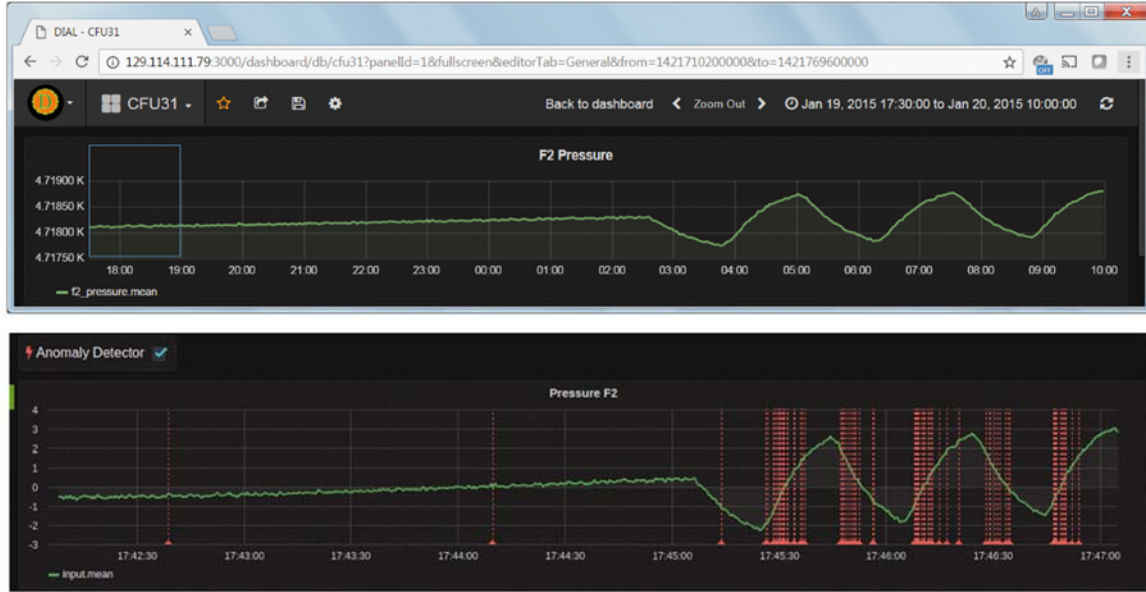 DIAL - CFU31
129.114.111.79:3000/dashboard/db/cfu31?panelId=1&fullscreen&editorTab=General&from=1421710200000&to=1421769600000
OFF
D
CFU31
Back to dashboard Zoom Out Jan 19, 2015 17:30:00 to Jan 20, 2015 10:00:00
F2 Pressure
4.71900 K
4.71850 K
4.71800 K
4.71750 K
18:00 19:00 20:00 21:00 22:00 23:00 00:00 01:00 02:00 03:00 04:00 05:00 06:00 07:00 08:00 09:00 10:00
f2_pressure.mean
Anomaly Detector
Pressure F2
4
3
2
1
0
-1
-2
-3
17:42:30 17:43:00 17:43:30 17:44:00 17:44:30 17:45:00 17:45:30 17:46:00 17:46:30 17:47:00
input.mean